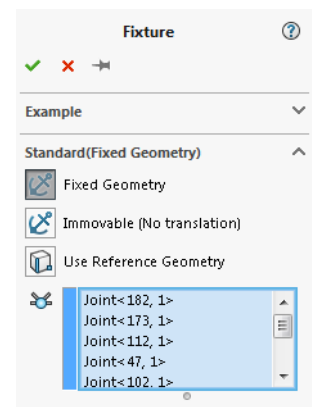 Fixture
Example
Standard(Fixed Geometry)
Fixed Geometry
Immovable (No translation)
Use Reference Geometry
Joint<182, 1>
Joint<173, 1>
Joint<112, 1>
Joint<47, 1>
Joint<102, 1>